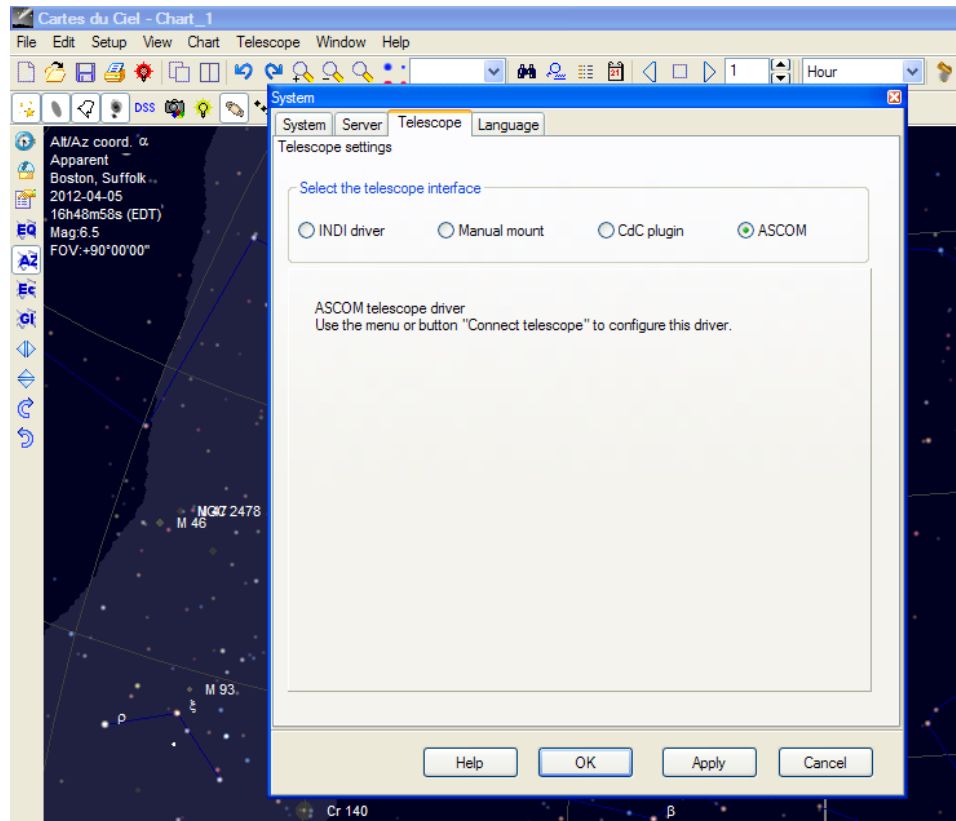 Cartes du Ciel - Chart_1
File Edit Setup View Chart Telescope Window Help
21 1 Hour
DSS
System
System Server Telescope Language
Telescope settings
Select the telescope interface
INDI driver Manual mount CdC plugin ASCOM
ASCOM telescope driver
Use the menu or button "Connect telescope" to configure this driver.
Help OK Apply Cancel
Alt/Az coord. α
Apparent
Boston, Suffolk
2012-04-05
16h48m58s (EDT)
Mag:6.5
FOV:+90°00'00"
EQ
AZ
Ec
Gl
2478
M 46
M 93
ξ
ρ
Cr 140
β